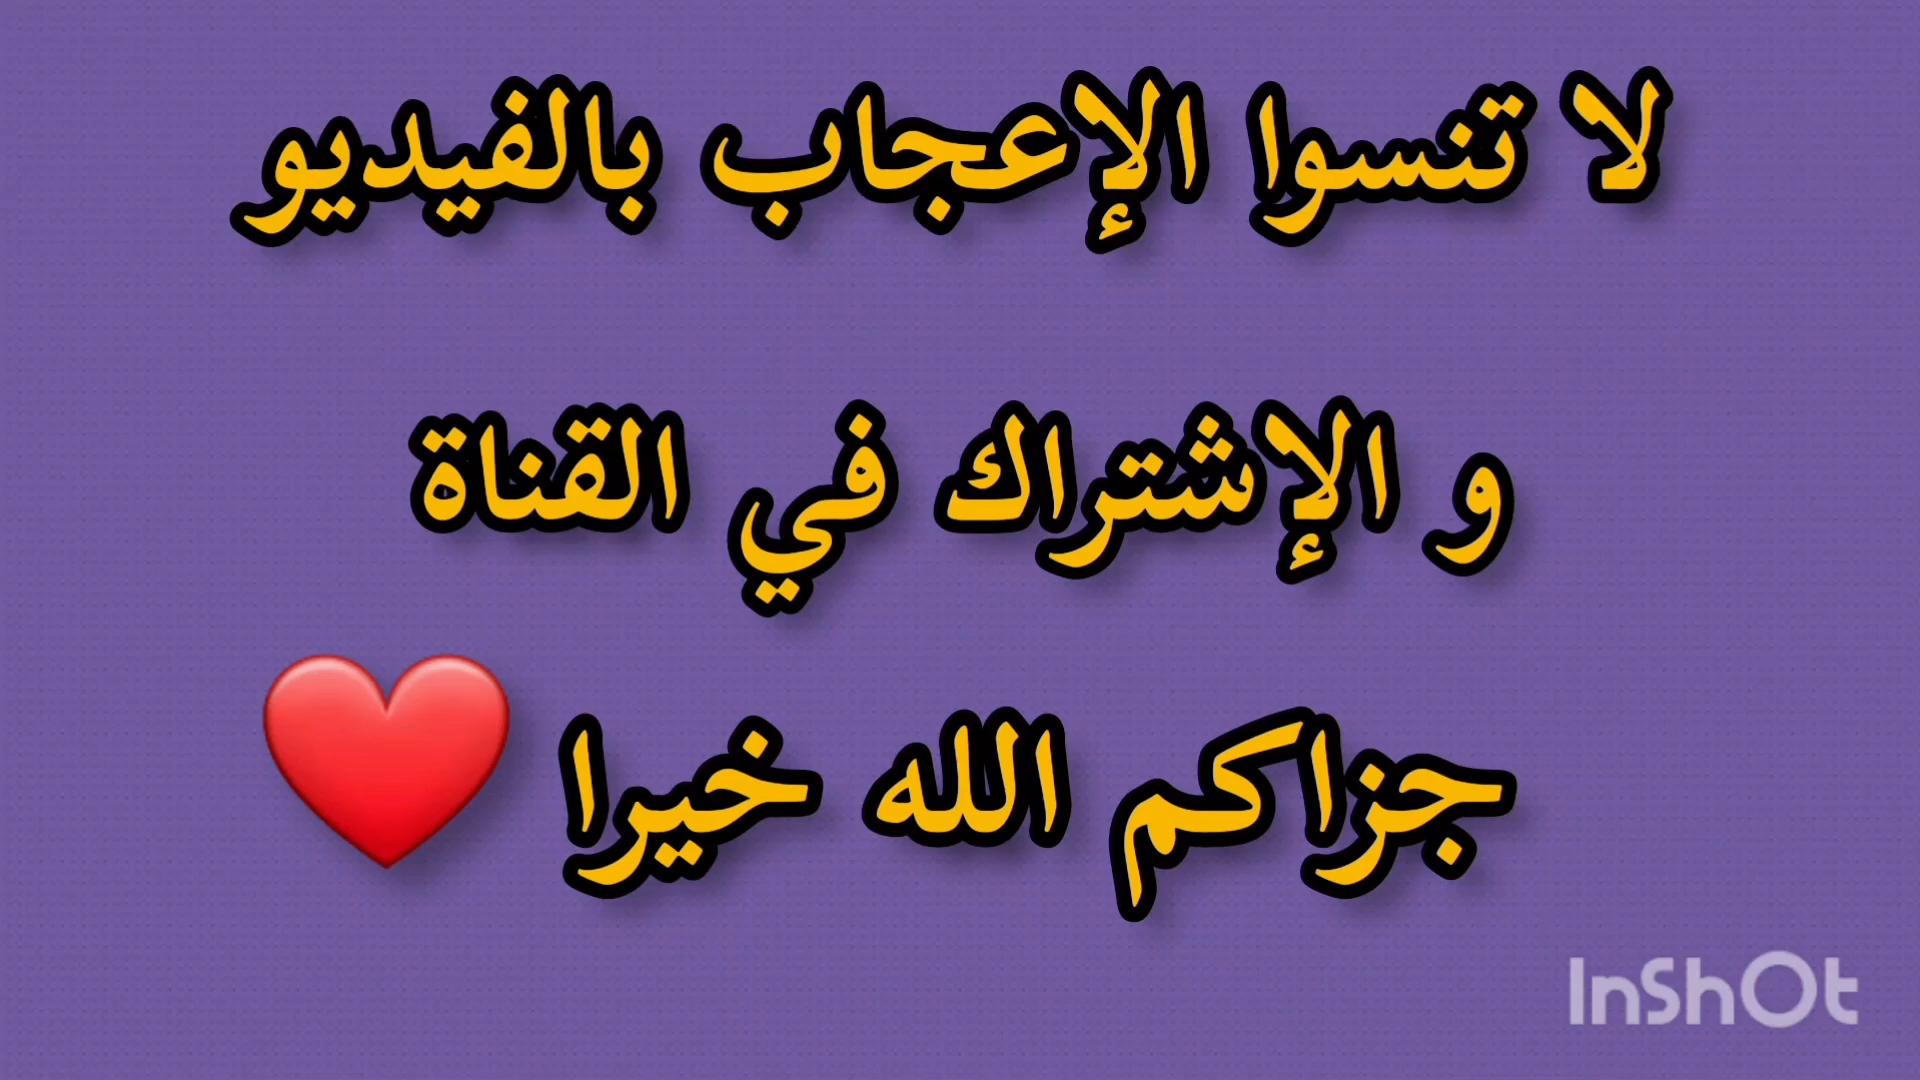 لا تنسوا الإعجاب بالفيديو
و الإشتراك في القناة
جزاكم الله خيرا ❤️
InShOt